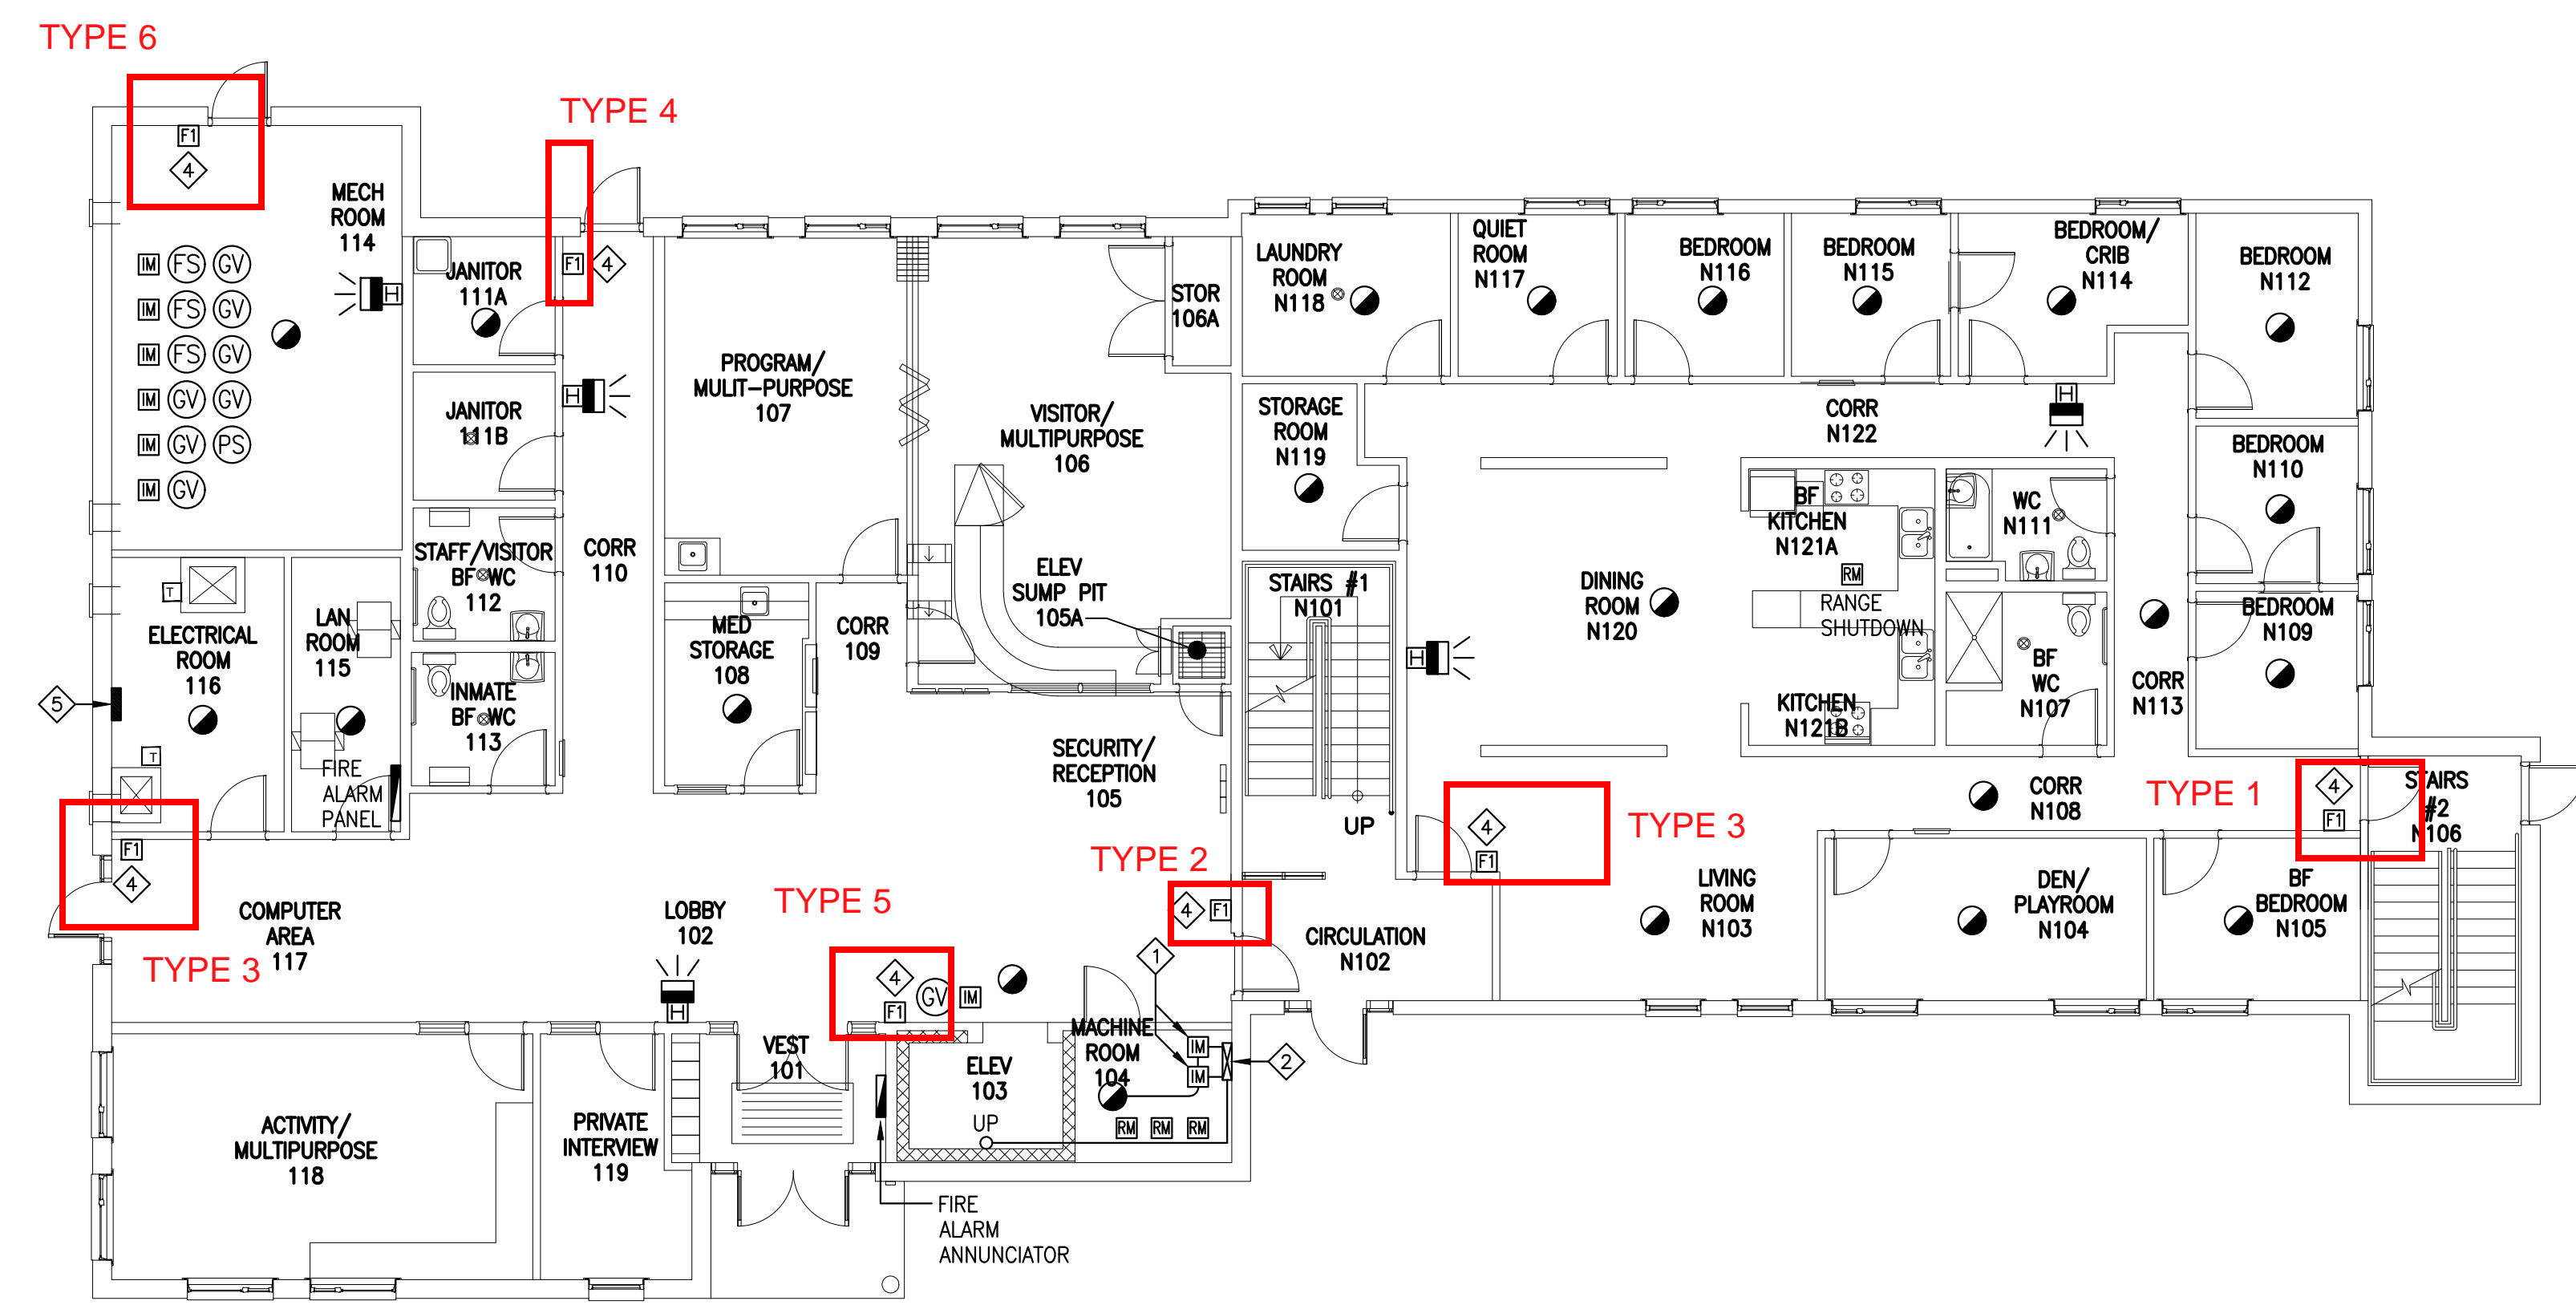 TYPE 6
TYPE 4
F1
4
MECH
ROOM
114
IM FS GV
IM FS GV
IM FS GV
IM GV GV
IM GV PS
IM GV
H
JANITOR
111A
F1 4
JANITOR
111B
H
CORR
110
STAFF/VISITOR
BF WC
112
INMATE
BF WC
113
PROGRAM/
MULIT-PURPOSE
107
VISITOR/
MULTIPURPOSE
106
STOR
106A
ELEV
SUMP PIT
105A
MED
STORAGE
108
CORR
109
T
ELECTRICAL
ROOM
116
T
5
LAN
ROOM
115
FIRE
ALARM
PANEL
SECURITY/
RECEPTION
105
LAUNDRY
ROOM
N118
QUIET
ROOM
N117
BEDROOM
N116
BEDROOM
N115
BEDROOM/
CRIB
N114
BEDROOM
N112
STORAGE
ROOM
N119
CORR
N122
H
BEDROOM
N110
BF
KITCHEN
N121A
RM
RANGE
SHUTDOWN
KITCHEN
N121B
WC
N111
BF
WC
N107
STAIRS #1
N101
UP
H
DINING
ROOM
N120
BEDROOM
N109
CORR
N113
CORR
N108
TYPE 1
4
F1
STAIRS
#2
N106
TYPE 3
4
F1
F1
4
TYPE 3
COMPUTER
AREA
117
LOBBY
102
H
TYPE 5
4
F1
GV IM
TYPE 2
4 F1
1
CIRCULATION
N102
LIVING
ROOM
N103
DEN/
PLAYROOM
N104
BF
BEDROOM
N105
VEST
101
ELEV
103
UP
MACHINE
ROOM
104
IM
IM
2
RM RM RM
ACTIVITY/
MULTIPURPOSE
118
PRIVATE
INTERVIEW
119
FIRE
ALARM
ANNUNCIATOR